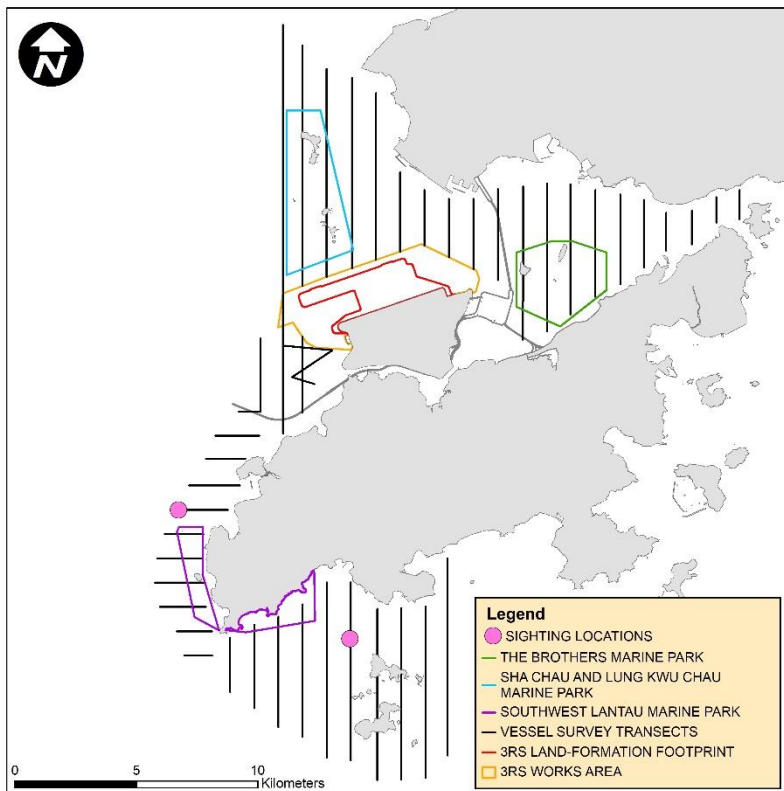 N
Legend
SIGHTING LOCATIONS
THE BROTHERS MARINE PARK
SHA CHAU AND LUNG KWU CHAU
MARINE PARK
SOUTHWEST LANTAU MARINE PARK
VESSEL SURVEY TRANSECTS
3RS LAND-FORMATION FOOTPRINT
3RS WORKS AREA
0 5 10
Kilometers